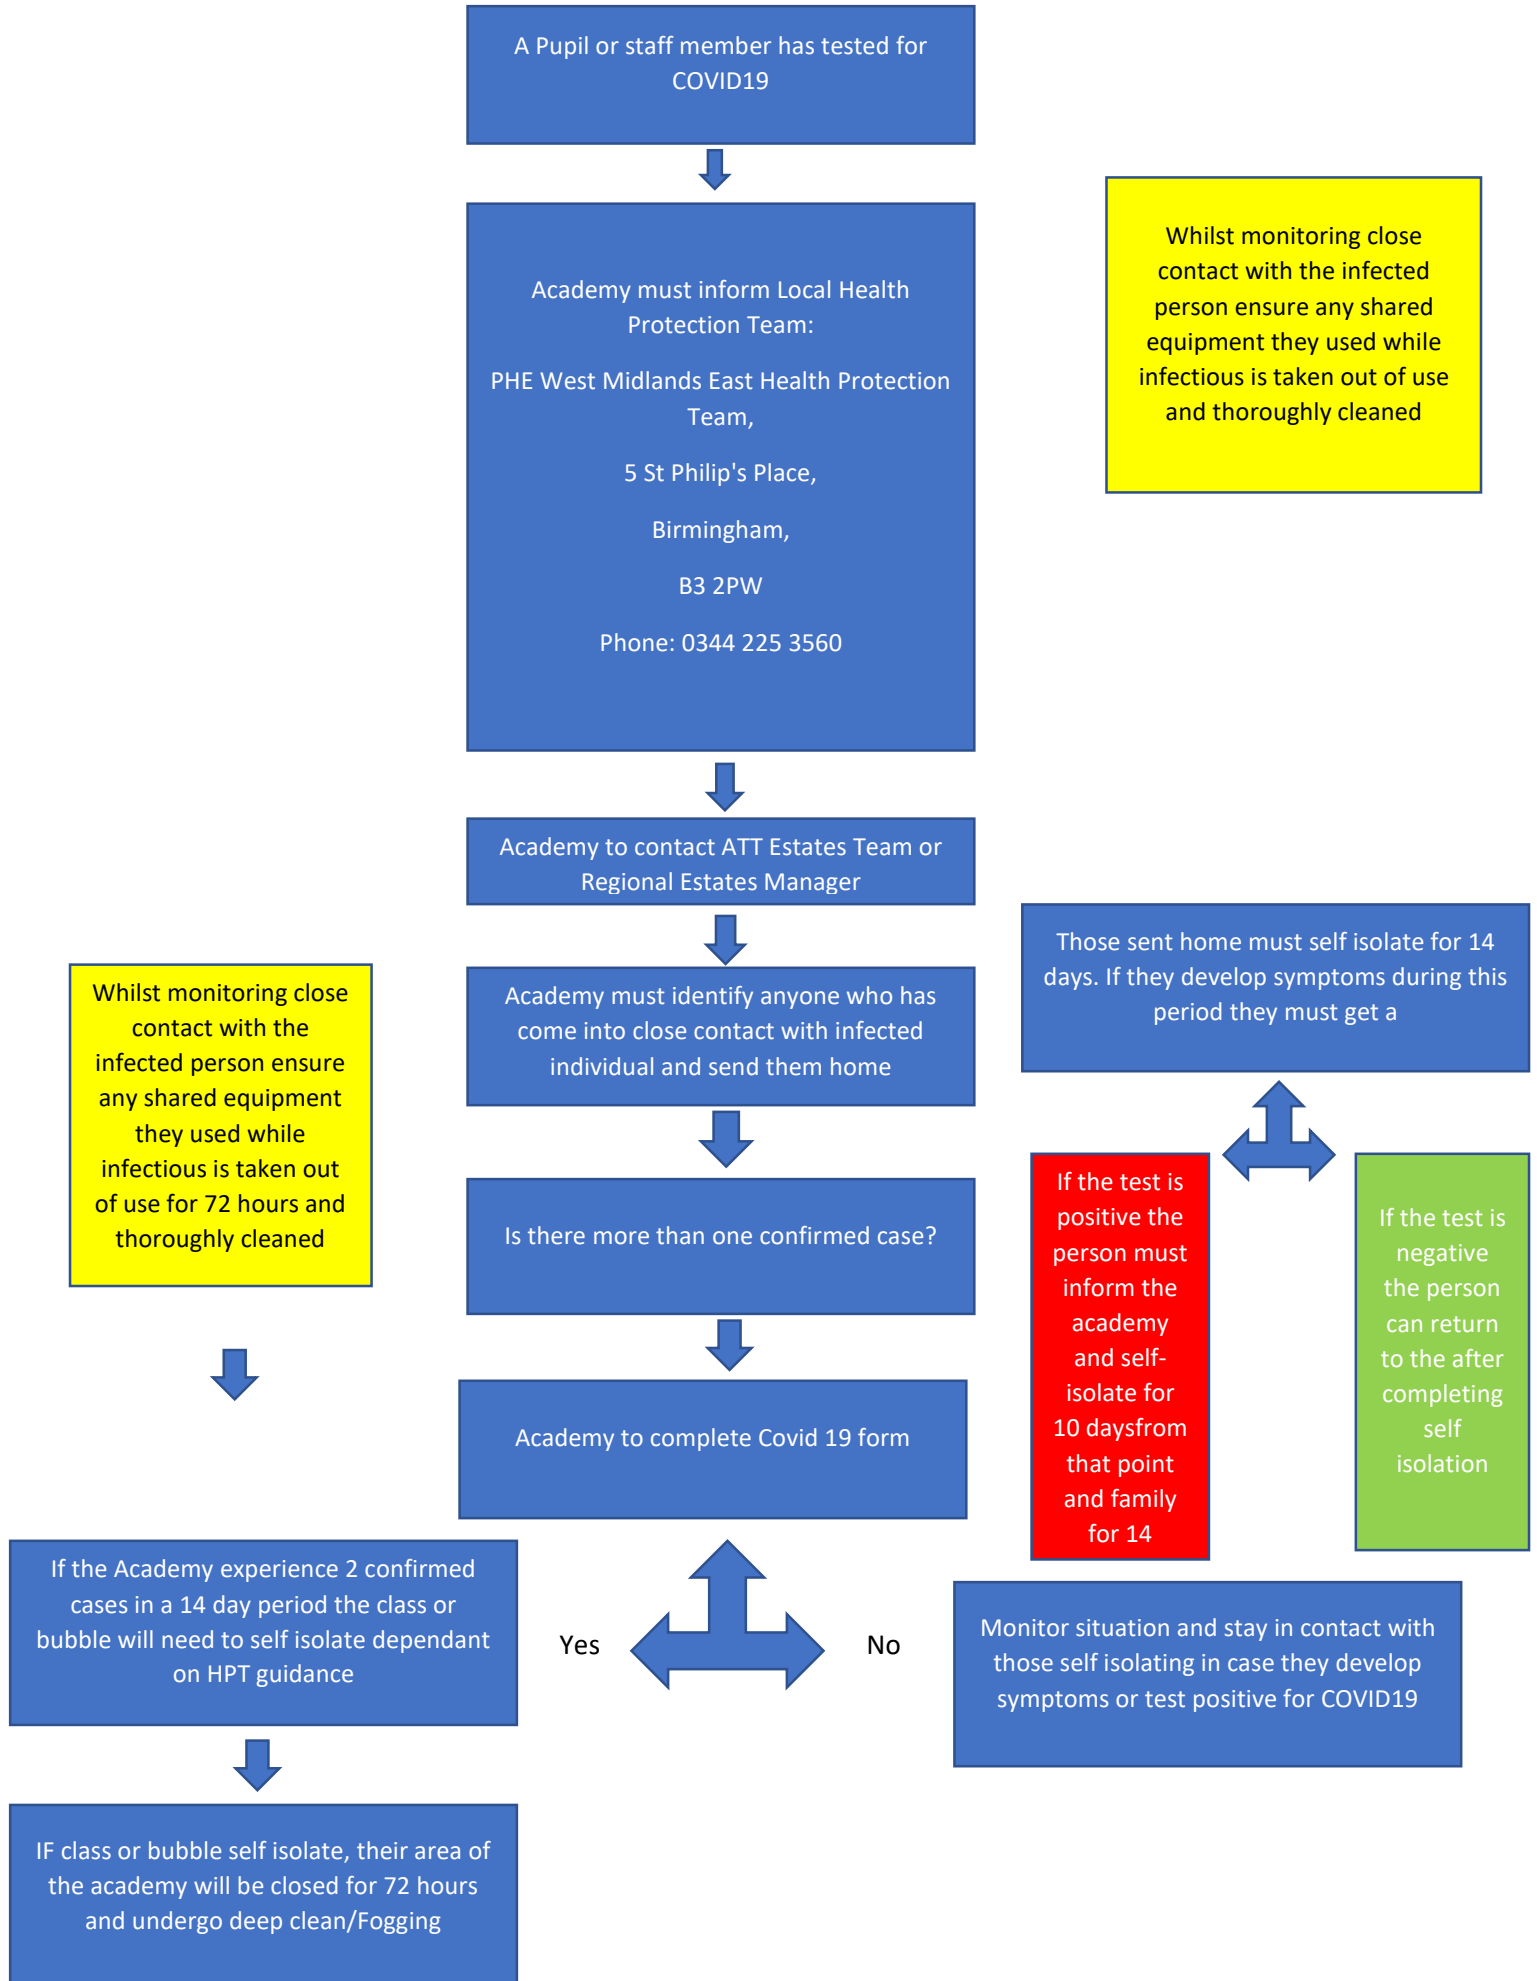 A Pupil or staff member has tested for
COVID19
Whilst monitoring close
contact with the infected
person ensure any shared
equipment they used while
infectious is taken out of use
and thoroughly cleaned
Academy must inform Local Health
Protection Team:
PHE West Midlands East Health Protection
Team,
5 St Philip's Place,
Birmingham,
B3 2PW
Phone: 0344 225 3560
Academy to contact ATT Estates Team or
Regional Estates Manager
Those sent home must self isolate for 14
days. If they develop symptoms during this
period they must get a
Whilst monitoring close
contact with the
infected person ensure
any shared equipment
they used while
infectious is taken out
of use for 72 hours and
thoroughly cleaned
Academy must identify anyone who has
come into close contact with infected
individual and send them home
Is there more than one confirmed case?
If the test is
positive the
person must
inform the
academy
and self-
isolate for
10 daysfrom
that point
and family
for 14
If the test is
negative
the person
can return
to the after
completing
self
isolation
Academy to complete Covid 19 form
If the Academy experience 2 confirmed
cases in a 14 day period the class or
bubble will need to self isolate dependant
on HPT guidance
Yes
No
Monitor situation and stay in contact with
those self isolating in case they develop
symptoms or test positive for COVID19
IF class or bubble self isolate, their area of
the academy will be closed for 72 hours
and undergo deep clean/Fogging